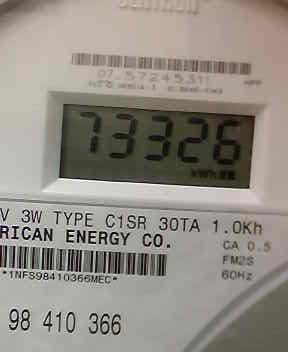 CENTRON
07.57245311
73326
kWh
V 3W TYPE C1SR 30TA 1.0Kh
RICAN ENERGY CO.
CA 0.5
FM2S
60Hz
*1NFS98410366MEC*
98 410 366